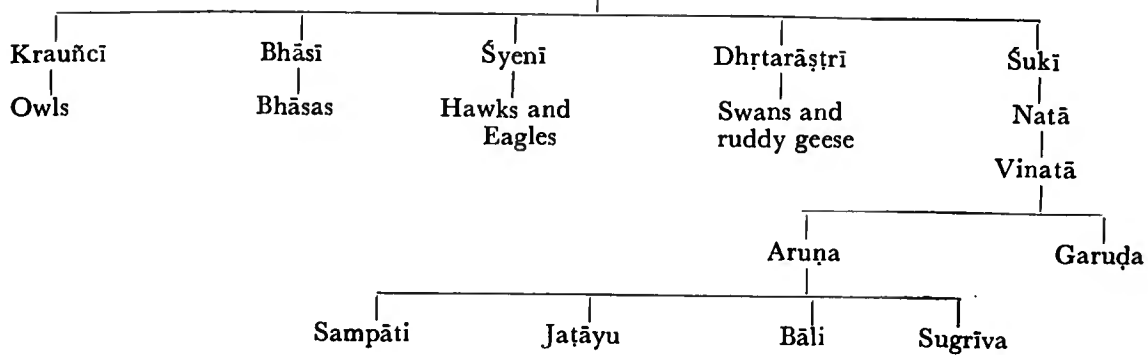 Krauñcī Bhāsī Śyenī Dhṛtarāṣṭrī Śukī
Owls Bhāsas Hawks and Swans and Natā
Eagles ruddy geese
Vinatā
Aruṇa Garuḍa
Sampāti Jaṭāyu Bāli Sugrīva